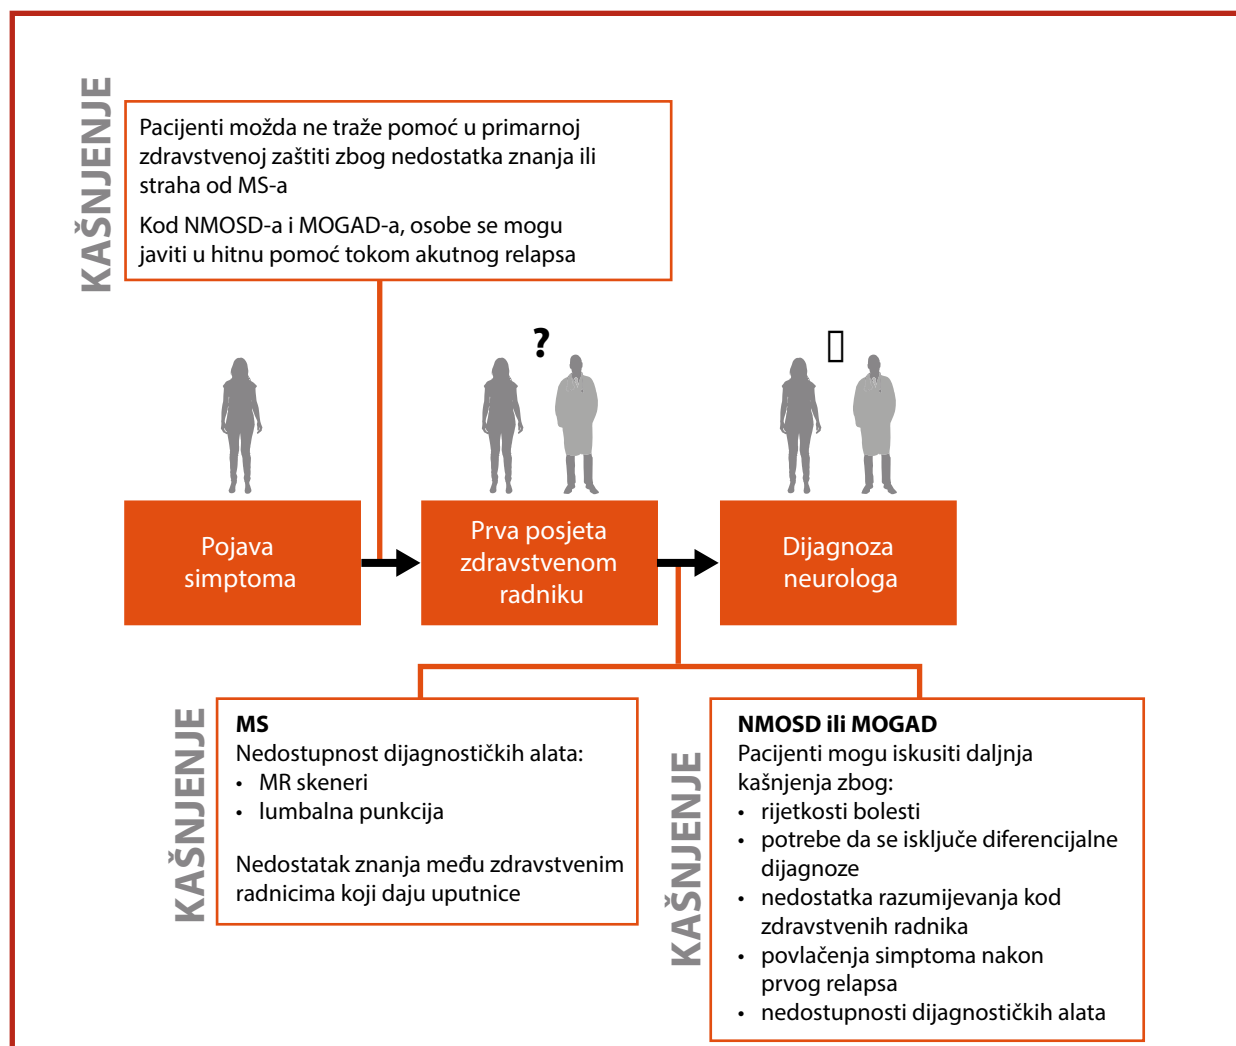 KAŠNJENJE
Pacijenti možda ne traže pomoć u primarnoj
zdravstvenoj zaštiti zbog nedostatka znanja ili
straha od MS-a
Kod NMOSD-a i MOGAD-a, osobe se mogu
javiti u hitnu pomoć tokom akutnog relapsa
?
Pojava
simptoma
Prva posjeta
zdravstvenom
radniku
Dijagnoza
neurologa
KAŠNJENJE
MS
Nedostupnost dijagnostičkih alata:
• MR skeneri
• lumbalna punkcija
Nedostatak znanja među zdravstvenim
radnicima koji daju uputnice
KAŠNJENJE
NMOSD ili MOGAD
Pacijenti mogu iskusiti daljnja
kašnjenja zbog:
• rijetkosti bolesti
• potrebe da se isključe diferencijalne
dijagnoze
• nedostatka razumijevanja kod
zdravstvenih radnika
• povlačenja simptoma nakon
prvog relapsa
• nedostupnosti dijagnostičkih alata